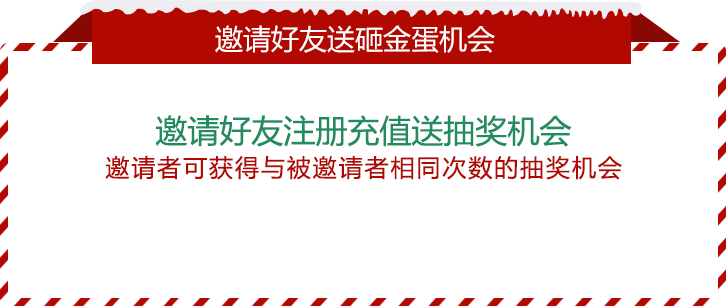 邀请好友送砸金蛋机会
邀请好友注册充值送抽奖机会
邀请者可获得与被邀请者相同次数的抽奖机会